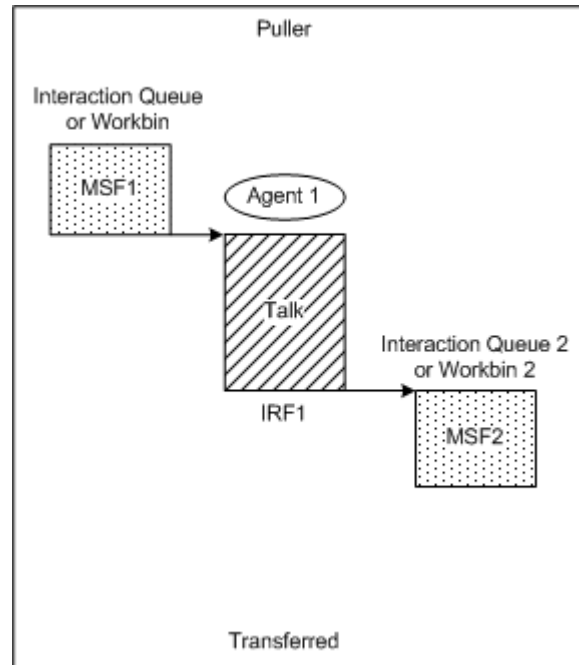 Puller
Interaction Queue
or Workbin
MSF1
Agent 1
Talk
Interaction Queue 2
or Workbin 2
IRF1
MSF2
Transferred